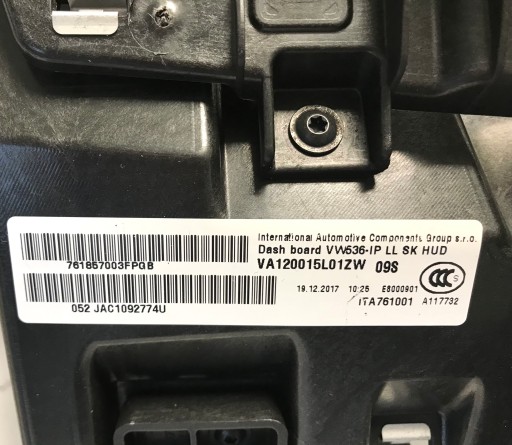 International Automotive Components Group s.r.o.
Dash board VW536-IP LL SK HUD
761857003FPGB
VA120015L01ZW 09S
19.12.2017 10:25 E8000901
CCC S
052 JAC1092774U
ITA761001 A117732